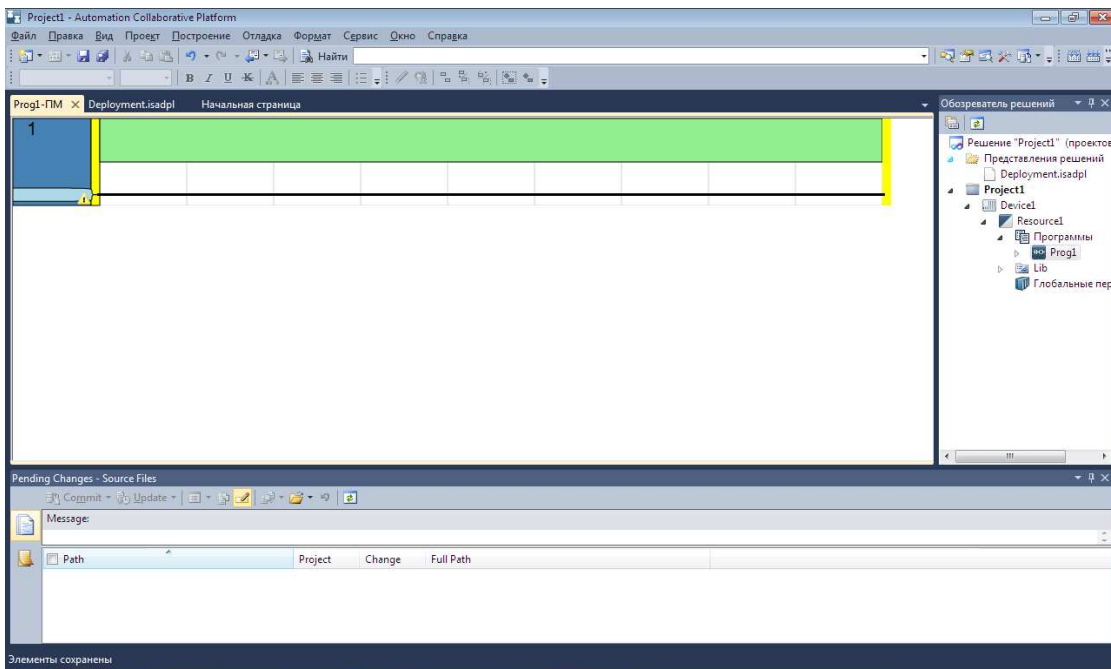 Project1 - Automation Collaborative Platform
Файл Правка Вид Проект Построение Отладка Формат Сервис Окно Справка
Найти
B I U K A
Prog1-ПМ Deployment.isadpl Начальная страница
1
Обозреватель решений
Решение "Project1" (проектов
Представления решений
Deployment.isadpl
Project1
Device1
Resource1
Программы
Prog1
Lib
Глобальные пер
Pending Changes - Source Files
Commit Update
Message:
Path Project Change Full Path
Элементы сохранены